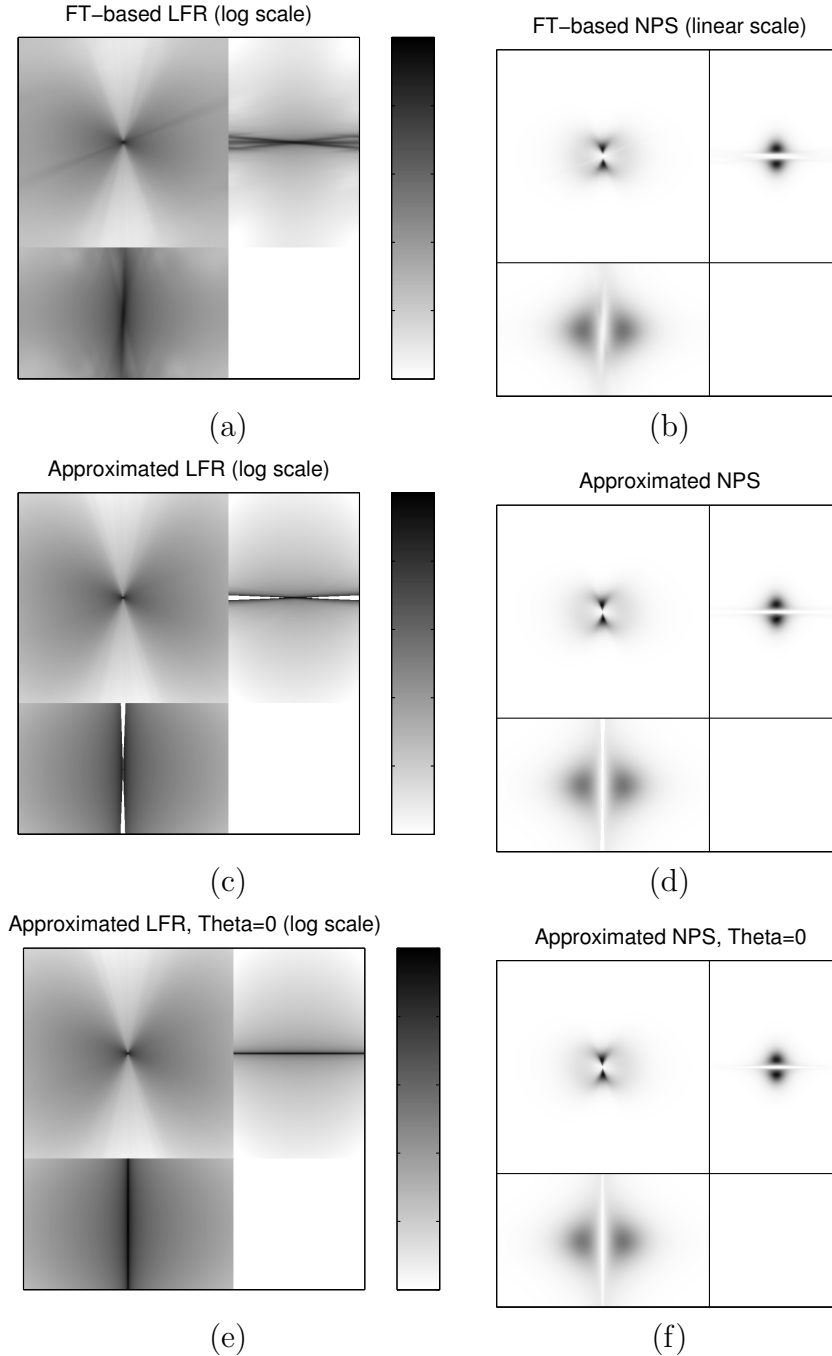 FT−based LFR (log scale)
FT−based NPS (linear scale)
(a)
(b)
Approximated LFR (log scale)
Approximated NPS
(c)
(d)
Approximated LFR, Theta=0 (log scale)
Approximated NPS, Theta=0
(e)
(f)